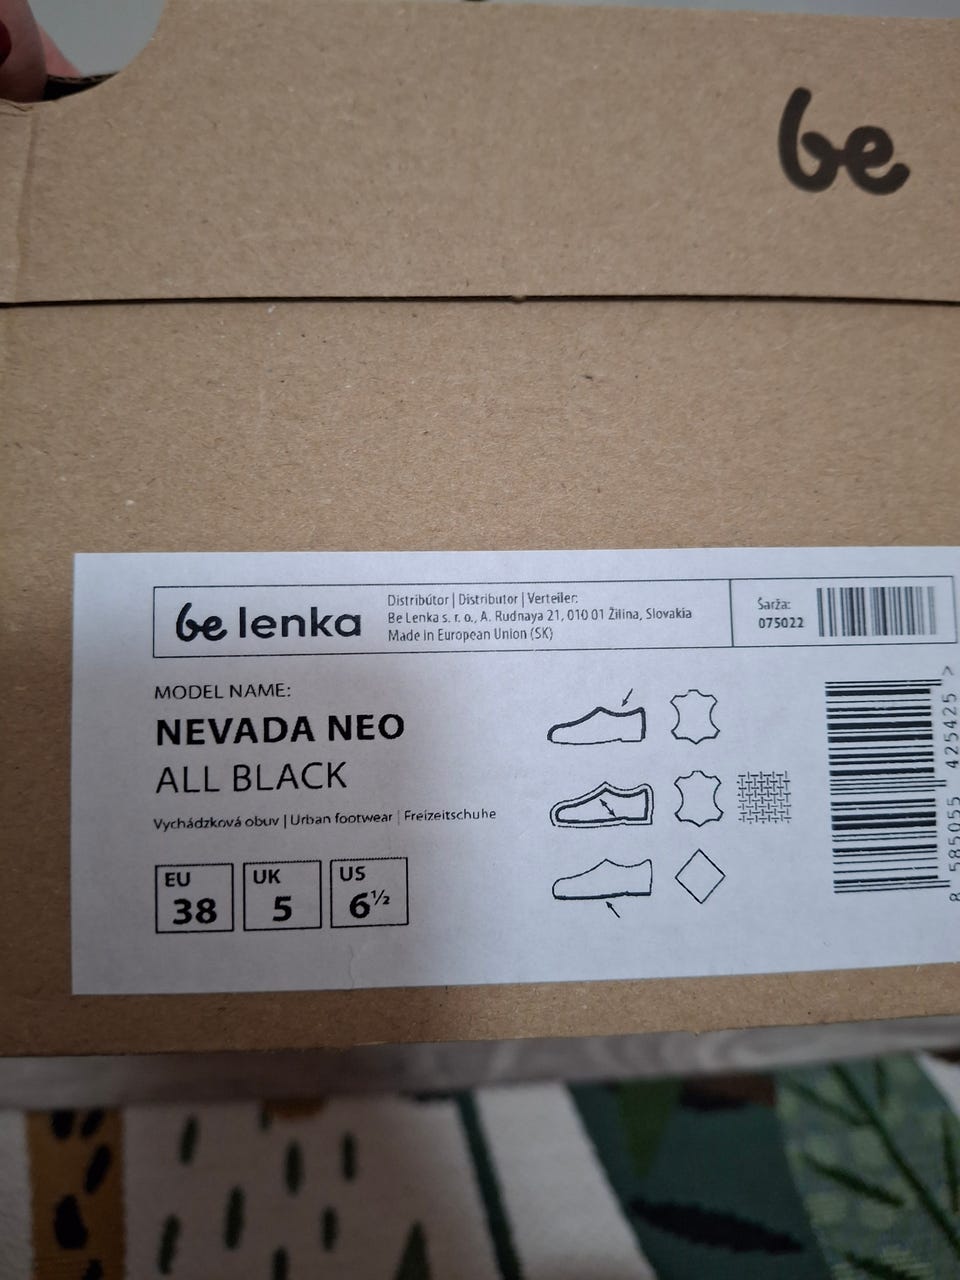 be
be lenka
Distribútor | Distributor | Verteiler:
Be Lenka s. r. o., A. Rudnaya 21, 010 01 Žilina, Slovakia
Made in European Union (SK)
Šarža:
075022
MODEL NAME:
NEVADA NEO
ALL BLACK
Vychádzková obuv | Urban footwear | Freizeitschuhe
EU
38
UK
5
US
6½
8 585055 425425 >